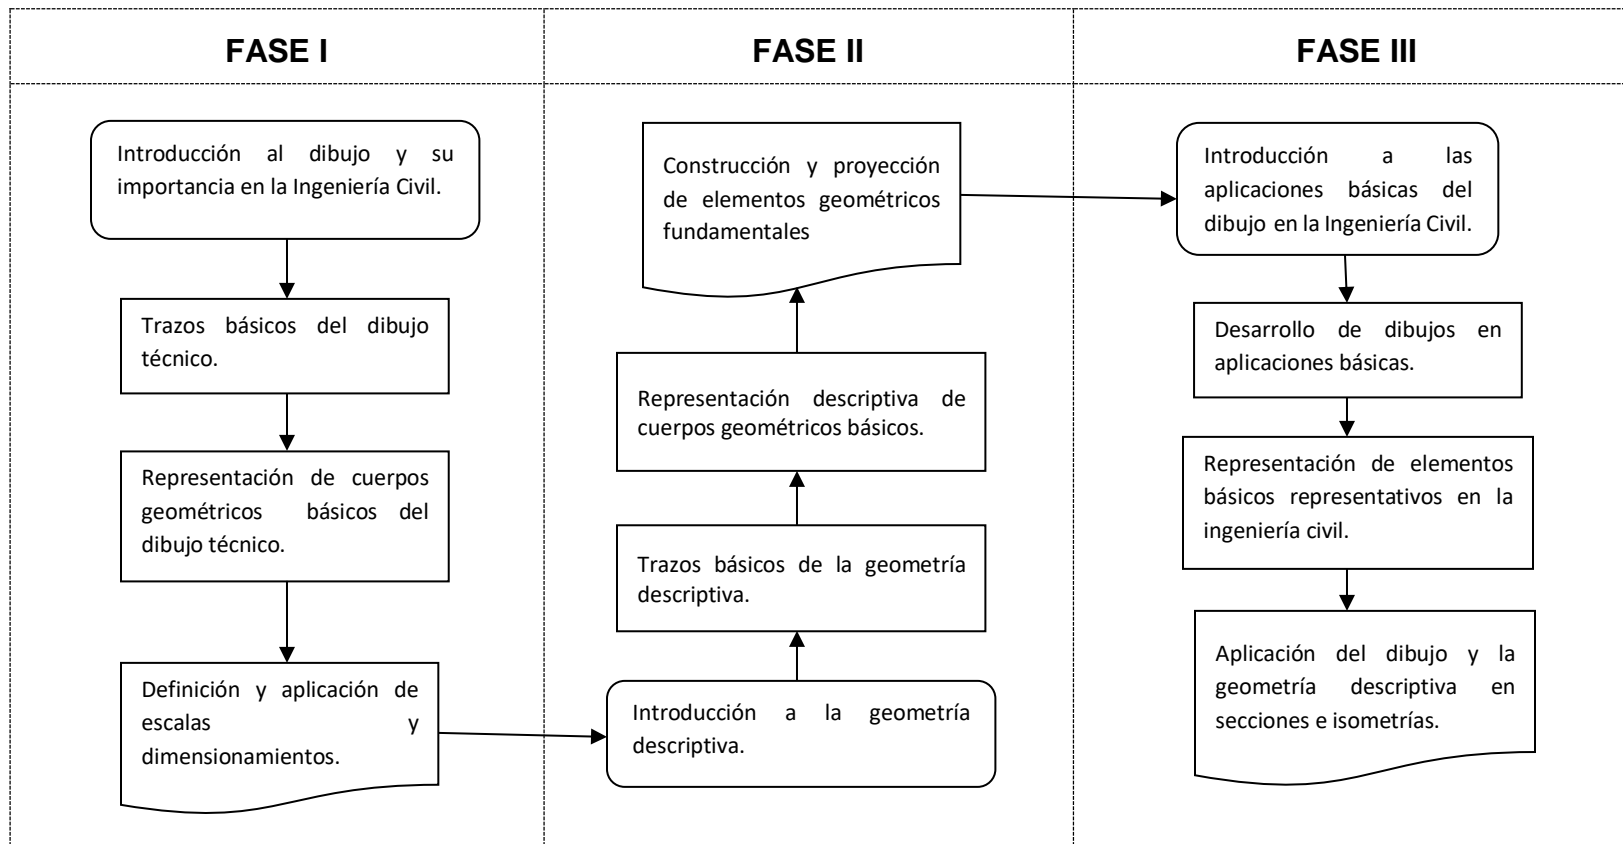 FASE I
FASE II
FASE III
Introducción al dibujo y su
importancia en la Ingeniería Civil.
Trazos básicos del dibujo
técnico.
Representación de cuerpos
geométricos básicos del
dibujo técnico.
Definición y aplicación de
escalas y
dimensionamientos.
Introducción a la geometría
descriptiva.
Trazos básicos de la geometría
descriptiva.
Representación descriptiva de
cuerpos geométricos básicos.
Construcción y proyección
de elementos geométricos
fundamentales
Introducción a las
aplicaciones básicas del
dibujo en la Ingeniería Civil.
Desarrollo de dibujos en
aplicaciones básicas.
Representación de elementos
básicos representativos en la
ingeniería civil.
Aplicación del dibujo y la
geometría descriptiva en
secciones e isometrías.